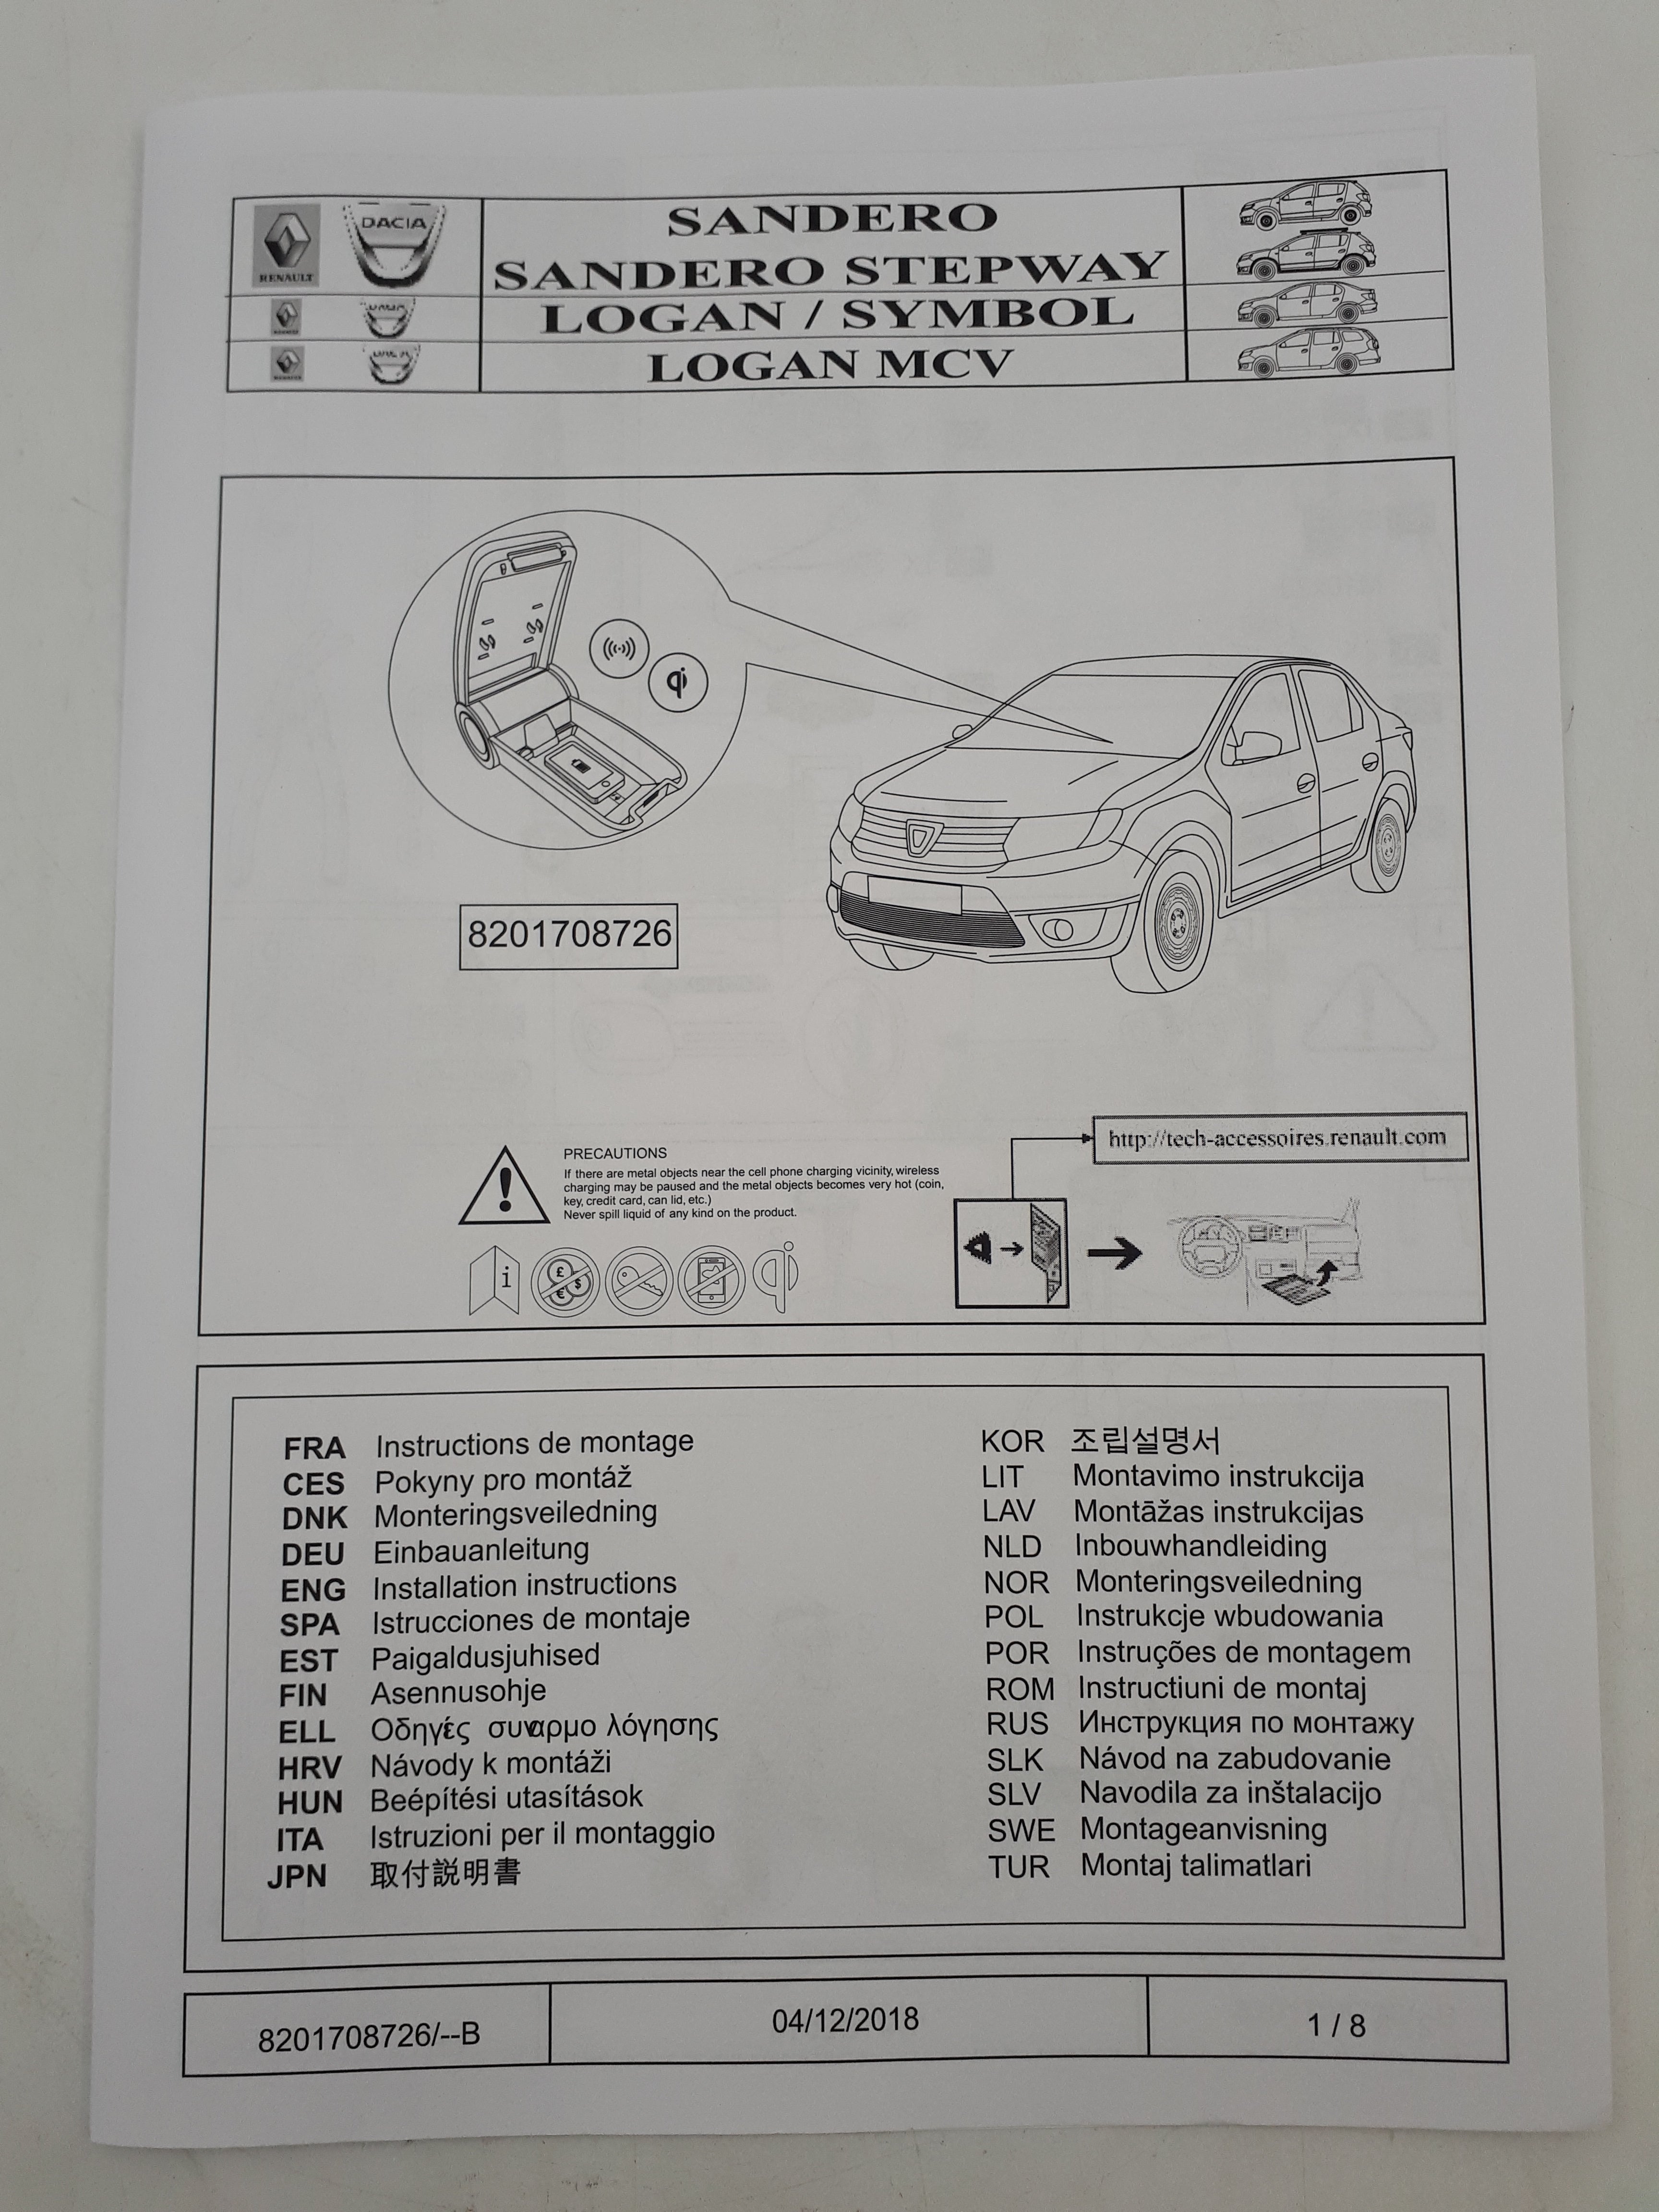 RENAULT
DACIA
SANDERO
SANDERO STEPWAY
LOGAN / SYMBOL
LOGAN MCV
qi
8201708726
http://tech-accessoires.renault.com
PRECAUTIONS
If there are metal objects near the cell phone charging vicinity, wireless
charging may be paused and the metal objects becomes very hot (coin,
key, credit card, can lid, etc.)
Never spill liquid of any kind on the product.
i
£
$
€
qi
FRA Instructions de montage
CES Pokyny pro montáž
DNK Monteringsveiledning
DEU Einbauanleitung
ENG Installation instructions
SPA Istrucciones de montaje
EST Paigaldusjuhised
FIN Asennusohje
ELL Οδηγές συναρμο λόγησης
HRV Návody k montáži
HUN Beépítési utasítások
ITA Istruzioni per il montaggio
JPN 取付説明書
KOR 조립설명서
LIT Montavimo instrukcija
LAV Montāžas instrukcijas
NLD Inbouwhandleiding
NOR Monteringsveiledning
POL Instrukcje wbudowania
POR Instruções de montagem
ROM Instructiuni de montaj
RUS Инструкция по монтажу
SLK Návod na zabudovanie
SLV Navodila za inštalacijo
SWE Montageanvisning
TUR Montaj talimatlari
8201708726/--B
04/12/2018
1 / 8